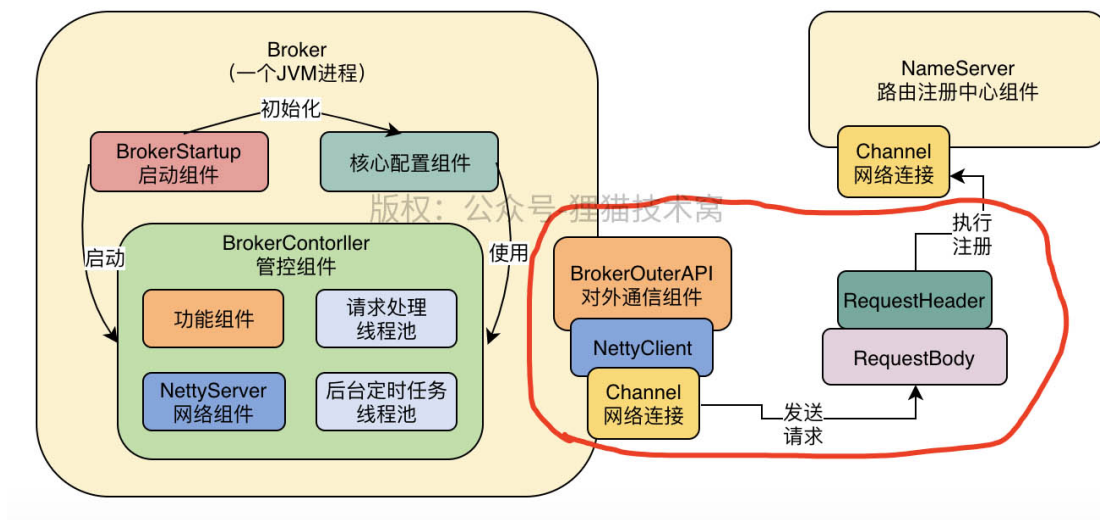 Broker
（一个JVM进程）
初始化
BrokerStartup
启动组件
核心配置组件
版权：公众号 狸猫技术窝
启动
BrokerContorller
管控组件
使用
功能组件
请求处理
线程池
NettyServer
网络组件
后台定时任务
线程池
BrokerOuterAPI
对外通信组件
NettyClient
Channel
网络连接
发送
请求
NameServer
路由注册中心组件
Channel
网络连接
执行
注册
RequestHeader
RequestBody